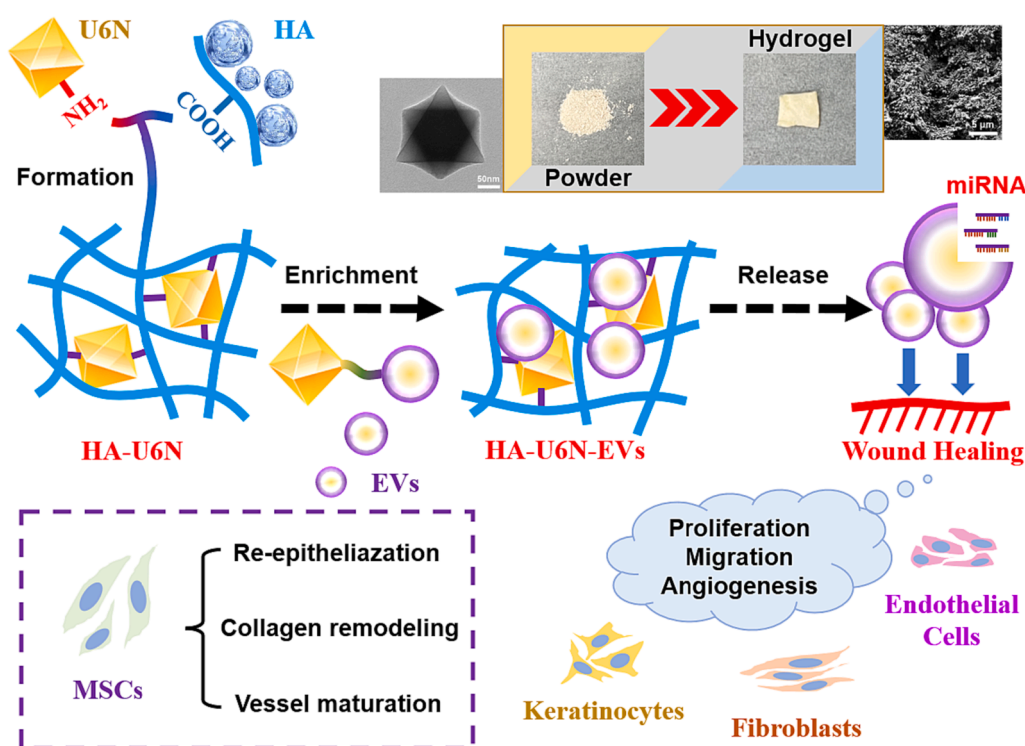 U6N
HA
NH2
COOH
Formation
Powder
Hydrogel
50nm
5 μm
miRNA
Enrichment
Release
HA-U6N
EVs
HA-U6N-EVs
Wound Healing
MSCs
Re-epitheliazation
Collagen remodeling
Vessel maturation
Proliferation
Migration
Angiogenesis
Endothelial
Cells
Keratinocytes
Fibroblasts